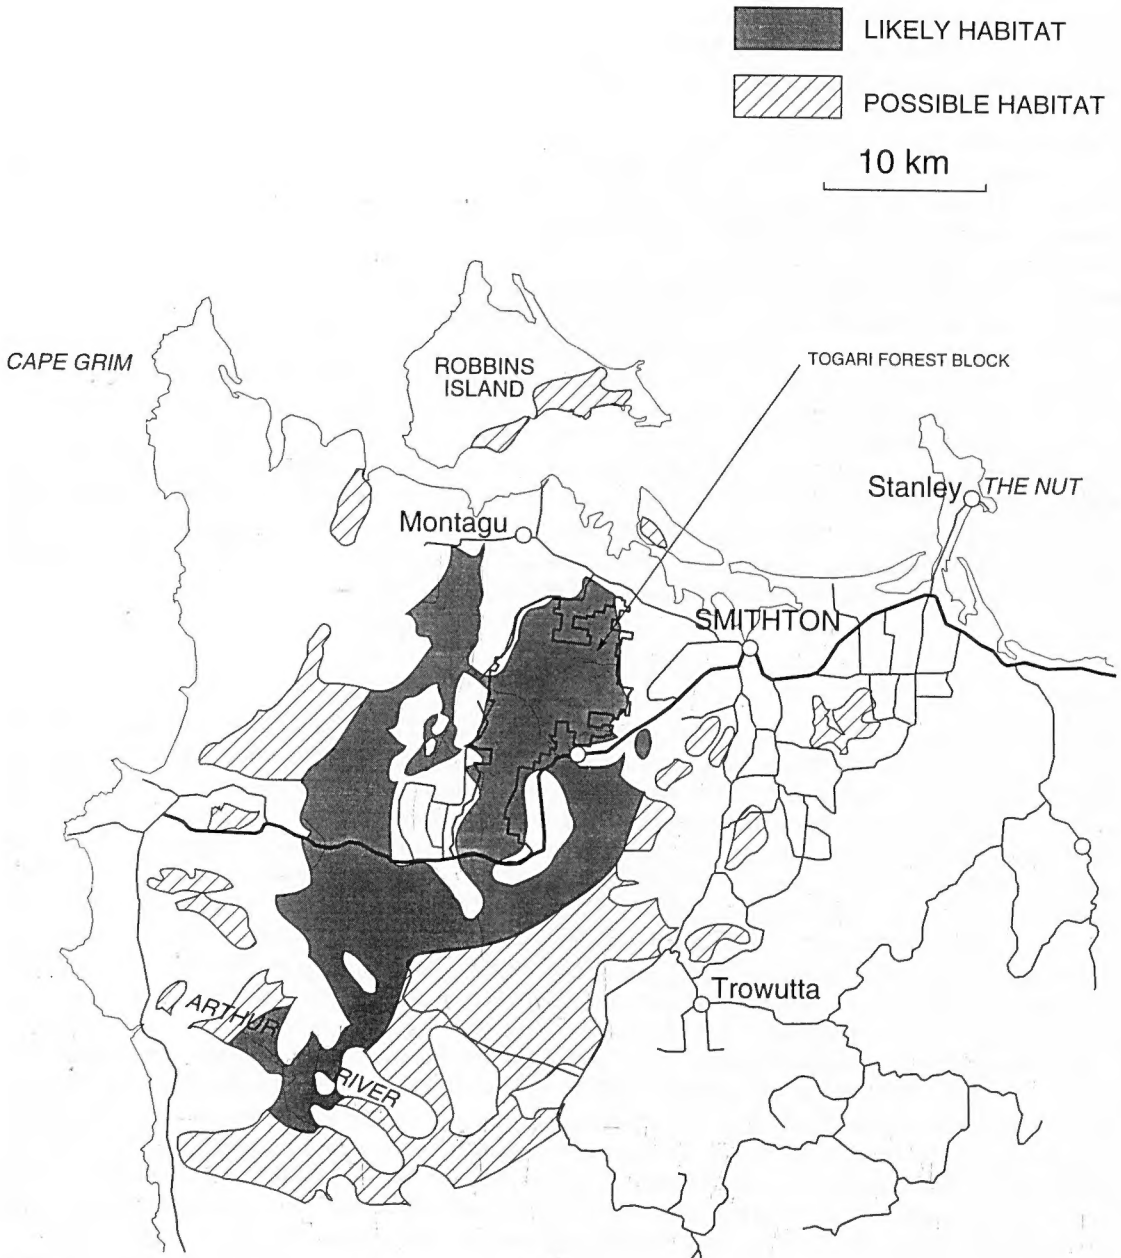 LIKELY HABITAT
POSSIBLE HABITAT
10 km
CAPE GRIM
ROBBINS
ISLAND
TOGARI FOREST BLOCK
Stanley
THE NUT
Montagu
SMITHTON
ARTHUR
RIVER
Trowutta